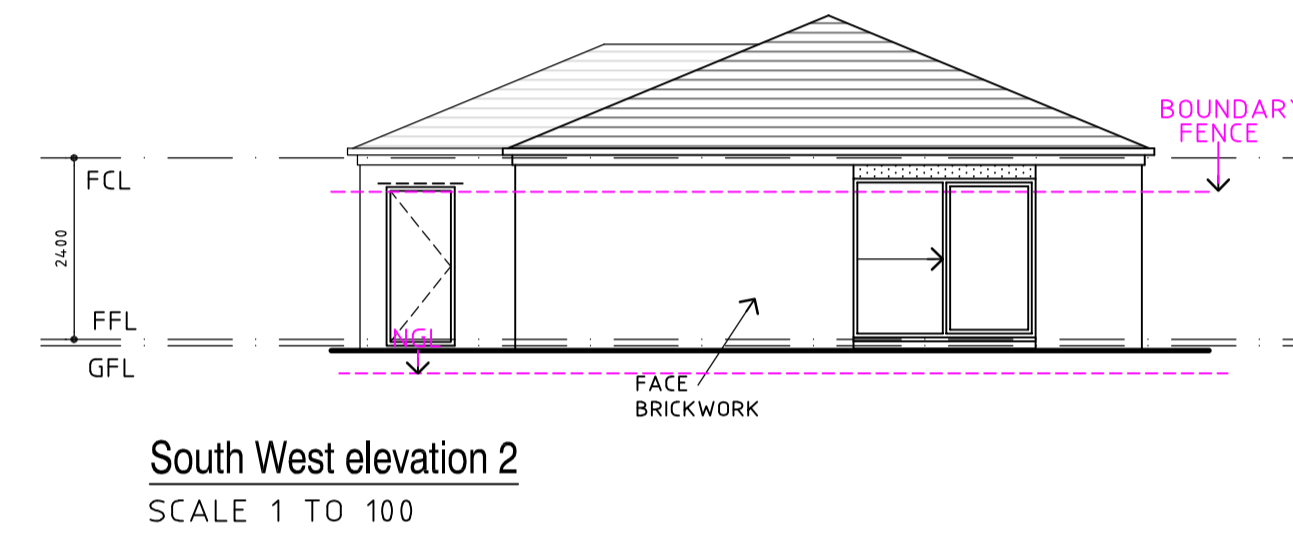 BOUNDARY
FENCE
FCL
2400
FFL
NGL
GFL
FACE
BRICKWORK
South West elevation 2
SCALE 1 TO 100